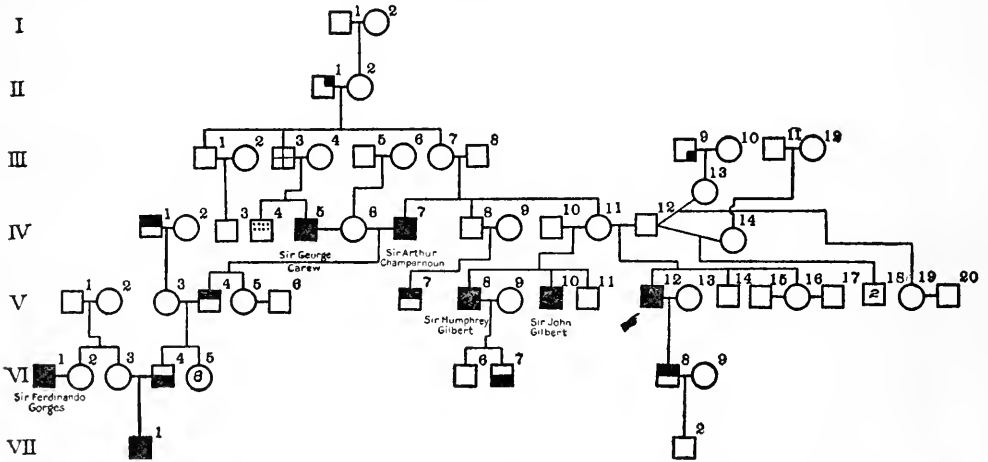 I
1 2
II
1 2
III
1 2 3 4 5 6 7 8 9 10 11 12
13
IV
1 2 3 4 5 6 7 8 9 10 11 12 14
Sir George
Carew
Sir Arthur
Champernoun
V
1 2 3 4 5 6 7 8 9 10 11 12 13 14 15 16 17 2 18 19 20
Sir Humphrey
Gilbert
Sir John
Gilbert
VI
1 2 3 4 5 8 6 7 8 9
Sir Ferdinando
Gorges
VII
1 2